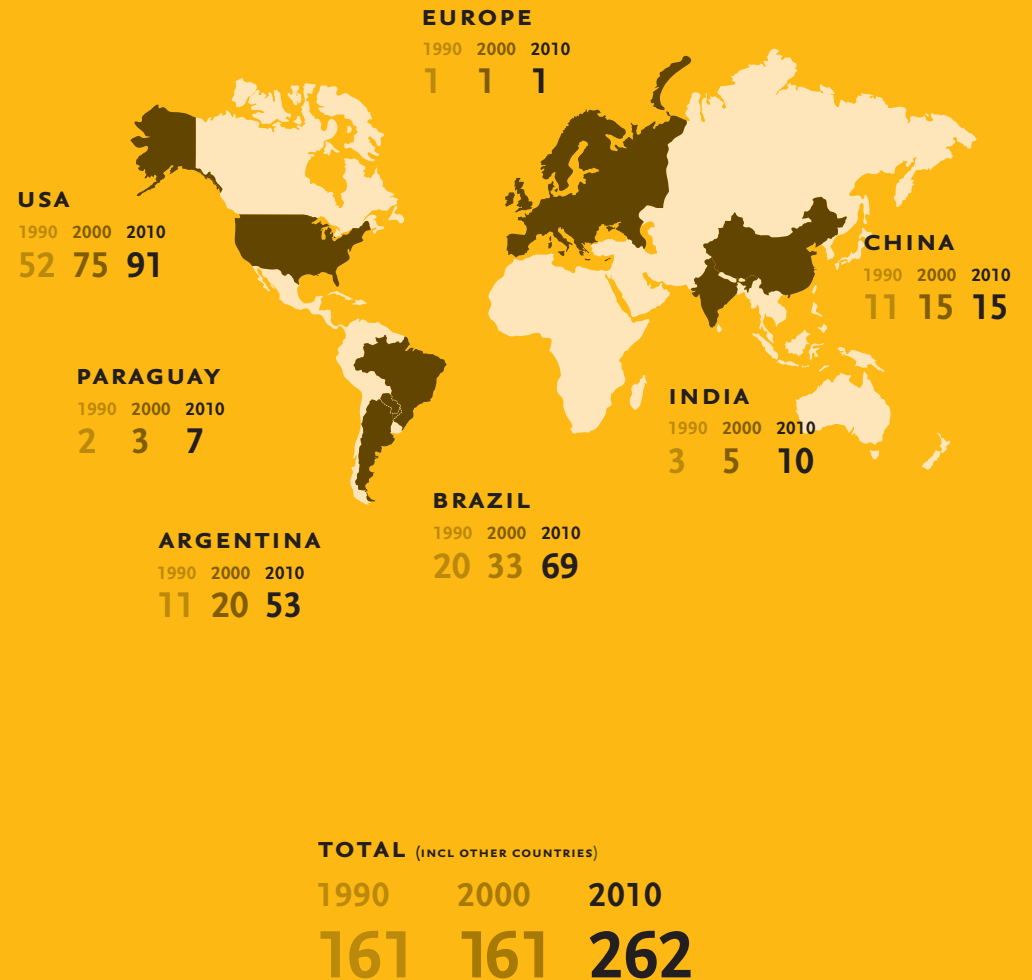 EUROPE
1990 2000 2010
1 1 1
USA
1990 2000 2010
52 75 91
CHINA
1990 2000 2010
11 15 15
PARAGUAY
1990 2000 2010
2 3 7
INDIA
1990 2000 2010
3 5 10
BRAZIL
1990 2000 2010
20 33 69
ARGENTINA
1990 2000 2010
11 20 53
TOTAL (INCL OTHER COUNTRIES)
1990 2000 2010
161 161 262